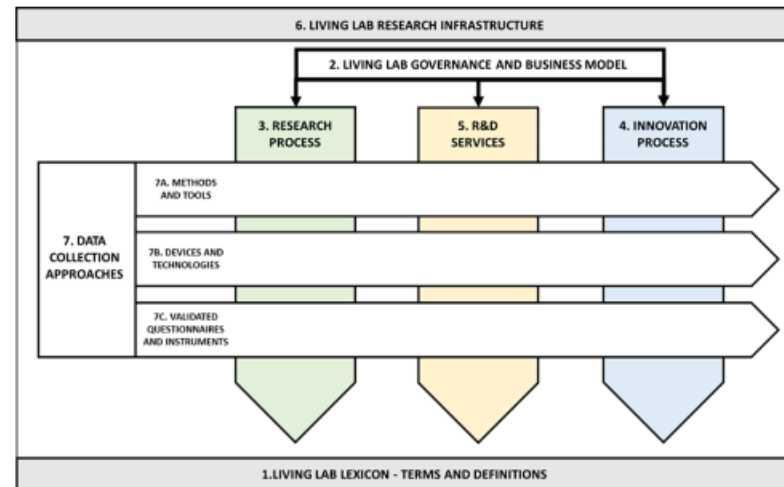 6. LIVING LAB RESEARCH INFRASTRUCTURE
2. LIVING LAB GOVERNANCE AND BUSINESS MODEL
3. RESEARCH
PROCESS
5. R&D
SERVICES
4. INNOVATION
PROCESS
7. DATA
COLLECTION
APPROACHES
7A. METHODS
AND TOOLS
7B. DEVICES AND
TECHNOLOGIES
7C. VALIDATED
QUESTIONNAIRES
AND INSTRUMENTS
1.LIVING LAB LEXICON - TERMS AND DEFINITIONS